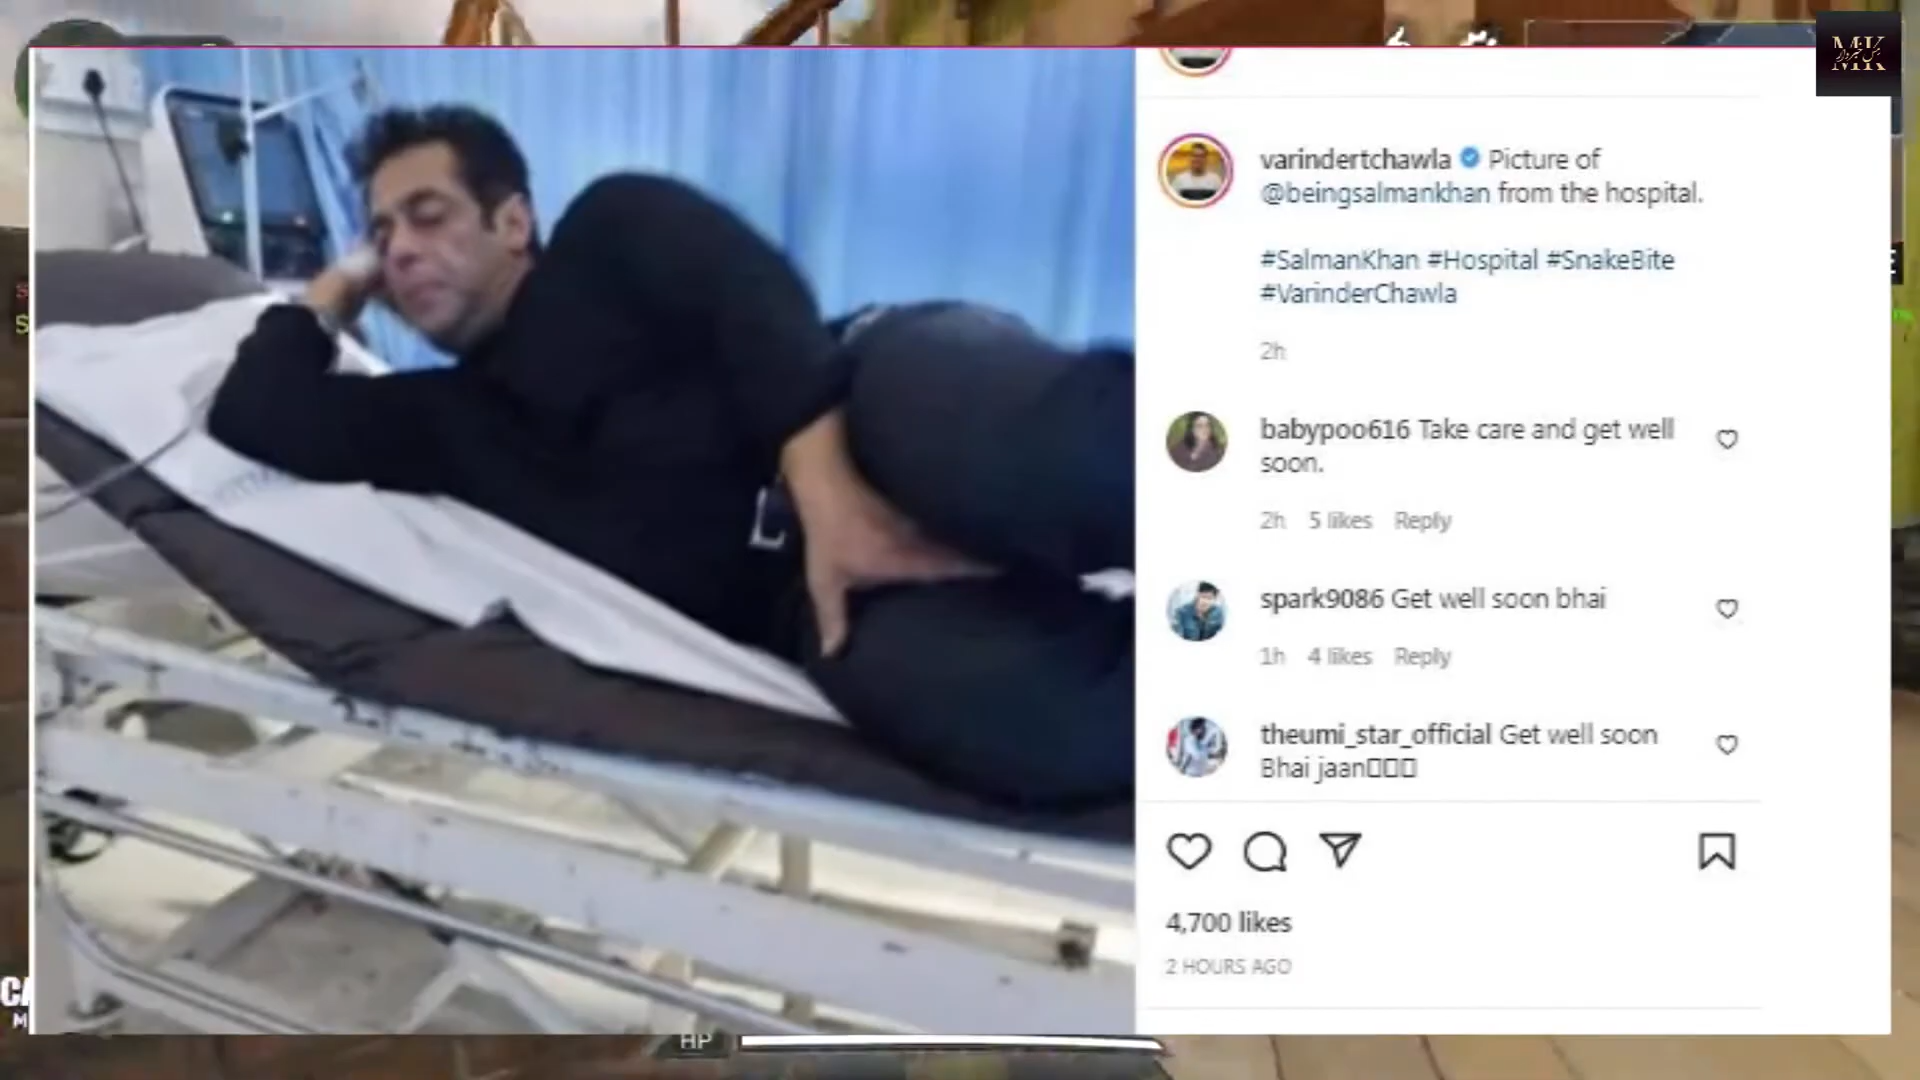 MK
varindertchawla Picture of
@beingsalmankhan from the hospital.
#SalmanKhan #Hospital #SnakeBite
#VarinderChawla
2h
babypoo616 Take care and get well
soon.
2h 5 likes Reply
spark9086 Get well soon bhai
1h 4 likes Reply
theumi_star_official Get well soon
Bhai jaan
4,700 likes
2 HOURS AGO
HP